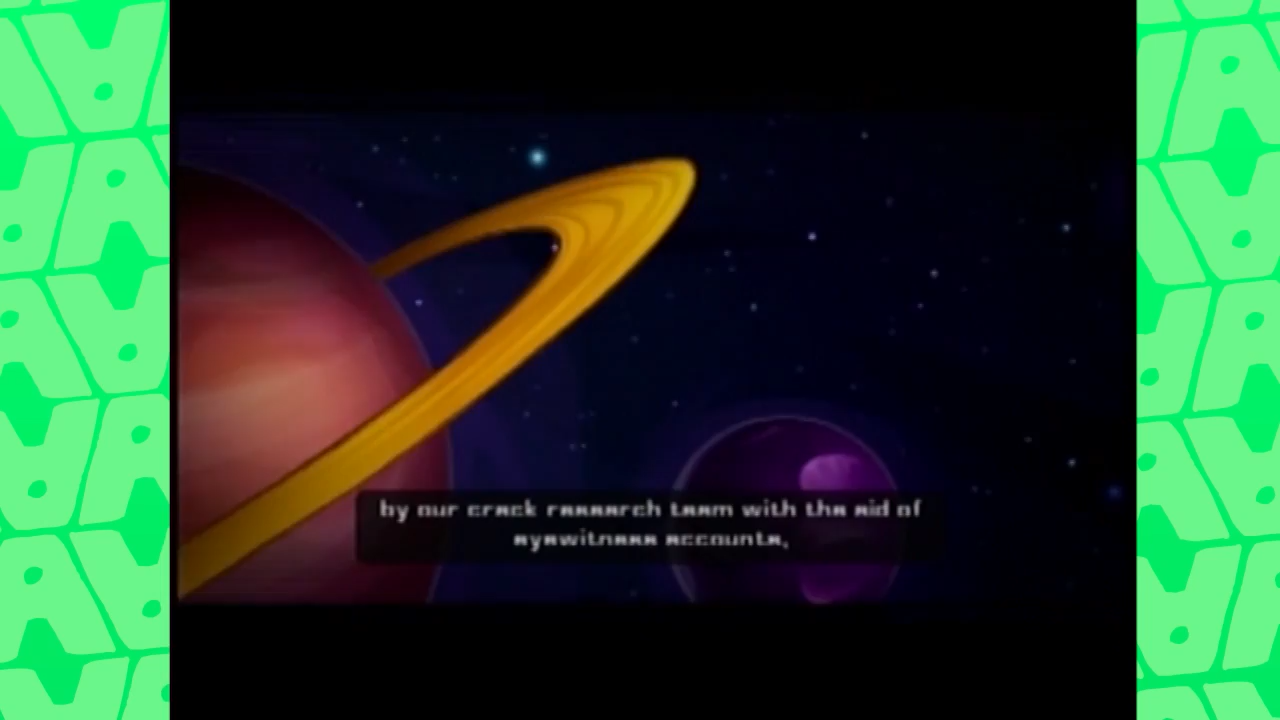 by our crack research team with the aid of
eyewitness accounts,